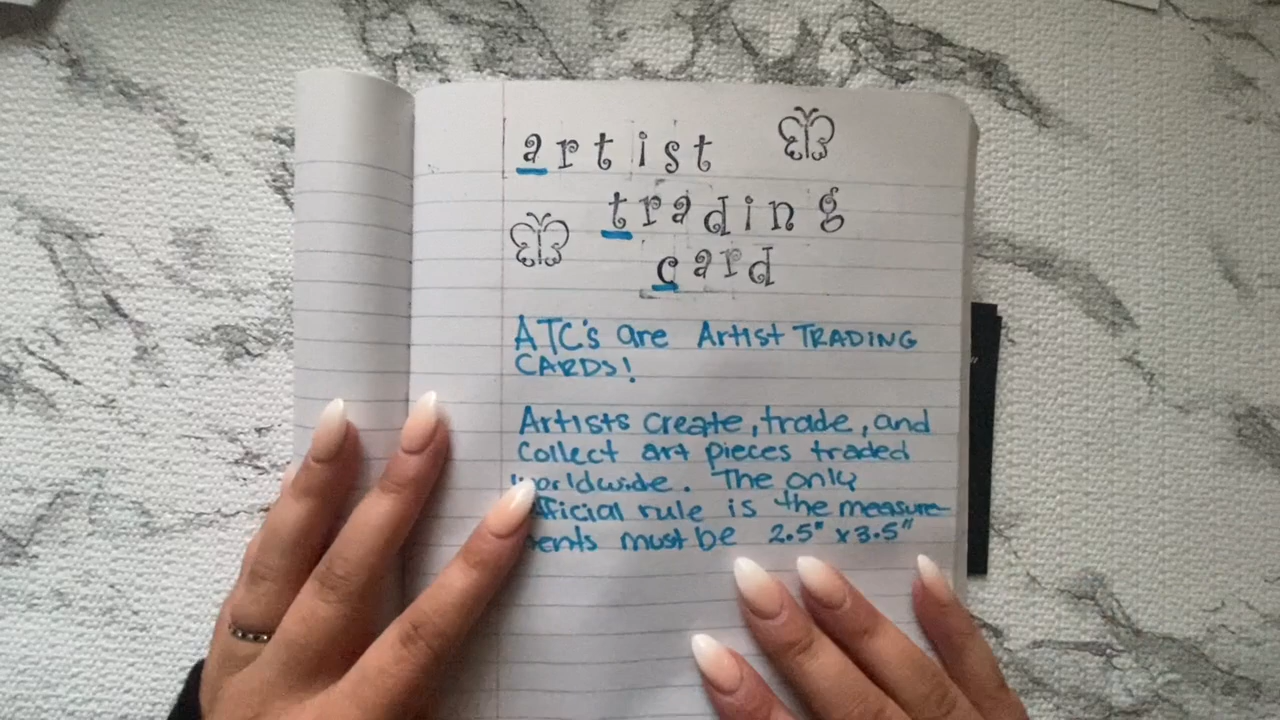 artist
trading
card
ATC's are Artist TRADING
CARDS!
Artists create, trade, and
Collect art pieces traded
worldwide. The only
official rule is the measure-
ments must be 2.5" x 3.5"